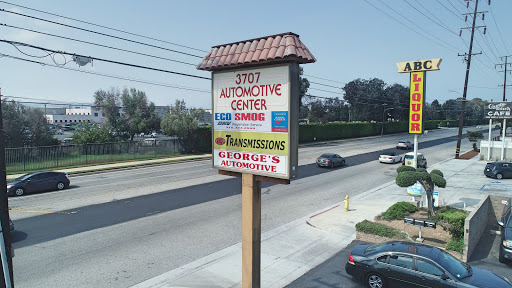 3707
AUTOMOTIVE
CENTER
ECO SMOG
TRANSMISSIONS
GEORGE'S
AUTOMOTIVE
ABC
LIQUOR
CAFE